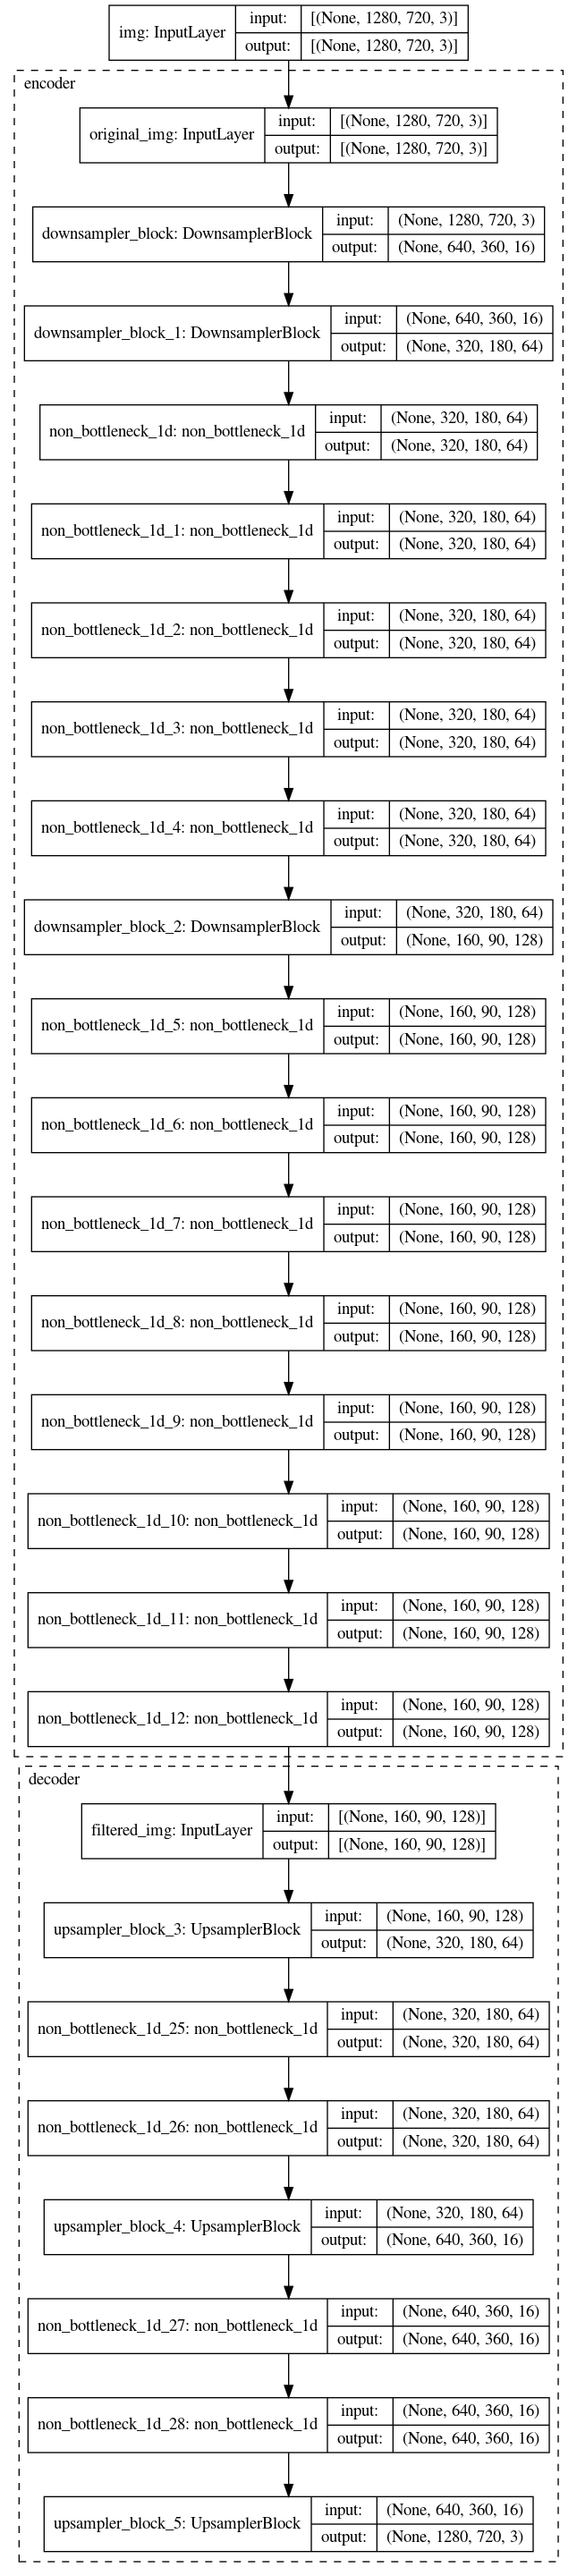 img: InputLayer input: [(None, 1280, 720, 3)]
output: [(None, 1280, 720, 3)]
encoder
original_img: InputLayer input: [(None, 1280, 720, 3)]
output: [(None, 1280, 720, 3)]
downsampler_block: DownsamplerBlock input: (None, 1280, 720, 3)
output: (None, 640, 360, 16)
downsampler_block_1: DownsamplerBlock input: (None, 640, 360, 16)
output: (None, 320, 180, 64)
non_bottleneck_1d: non_bottleneck_1d input: (None, 320, 180, 64)
output: (None, 320, 180, 64)
non_bottleneck_1d_1: non_bottleneck_1d input: (None, 320, 180, 64)
output: (None, 320, 180, 64)
non_bottleneck_1d_2: non_bottleneck_1d input: (None, 320, 180, 64)
output: (None, 320, 180, 64)
non_bottleneck_1d_3: non_bottleneck_1d input: (None, 320, 180, 64)
output: (None, 320, 180, 64)
non_bottleneck_1d_4: non_bottleneck_1d input: (None, 320, 180, 64)
output: (None, 320, 180, 64)
downsampler_block_2: DownsamplerBlock input: (None, 320, 180, 64)
output: (None, 160, 90, 128)
non_bottleneck_1d_5: non_bottleneck_1d input: (None, 160, 90, 128)
output: (None, 160, 90, 128)
non_bottleneck_1d_6: non_bottleneck_1d input: (None, 160, 90, 128)
output: (None, 160, 90, 128)
non_bottleneck_1d_7: non_bottleneck_1d input: (None, 160, 90, 128)
output: (None, 160, 90, 128)
non_bottleneck_1d_8: non_bottleneck_1d input: (None, 160, 90, 128)
output: (None, 160, 90, 128)
non_bottleneck_1d_9: non_bottleneck_1d input: (None, 160, 90, 128)
output: (None, 160, 90, 128)
non_bottleneck_1d_10: non_bottleneck_1d input: (None, 160, 90, 128)
output: (None, 160, 90, 128)
non_bottleneck_1d_11: non_bottleneck_1d input: (None, 160, 90, 128)
output: (None, 160, 90, 128)
non_bottleneck_1d_12: non_bottleneck_1d input: (None, 160, 90, 128)
output: (None, 160, 90, 128)
decoder
filtered_img: InputLayer input: [(None, 160, 90, 128)]
output: [(None, 160, 90, 128)]
upsampler_block_3: UpsamplerBlock input: (None, 160, 90, 128)
output: (None, 320, 180, 64)
non_bottleneck_1d_25: non_bottleneck_1d input: (None, 320, 180, 64)
output: (None, 320, 180, 64)
non_bottleneck_1d_26: non_bottleneck_1d input: (None, 320, 180, 64)
output: (None, 320, 180, 64)
upsampler_block_4: UpsamplerBlock input: (None, 320, 180, 64)
output: (None, 640, 360, 16)
non_bottleneck_1d_27: non_bottleneck_1d input: (None, 640, 360, 16)
output: (None, 640, 360, 16)
non_bottleneck_1d_28: non_bottleneck_1d input: (None, 640, 360, 16)
output: (None, 640, 360, 16)
upsampler_block_5: UpsamplerBlock input: (None, 640, 360, 16)
output: (None, 1280, 720, 3)